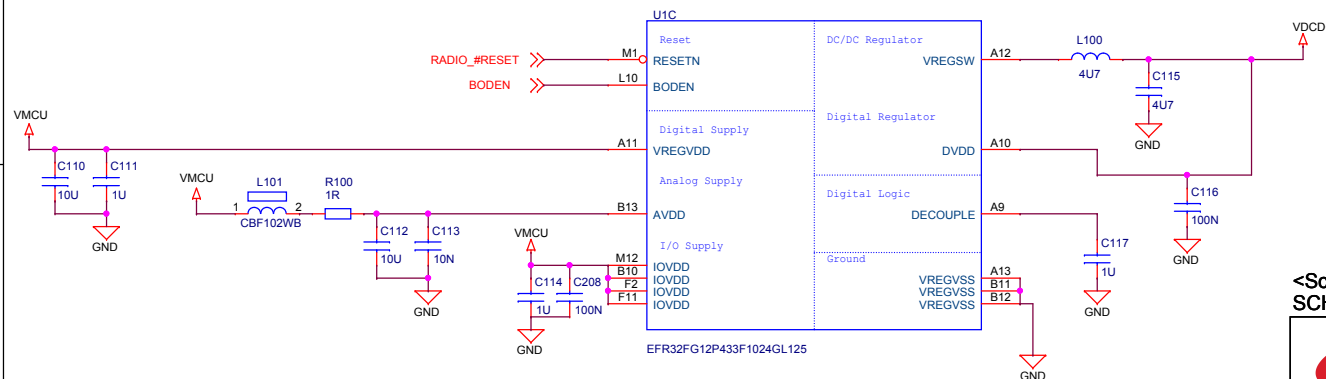 U1C
Reset
RADIO_#RESET
M1
RESETN
BODEN
L10
BODEN
DC/DC Regulator
VREGSW
A12
L100
4U7
C115
4U7
GND
VDCD
VMCU
C110
10U
C111
1U
GND
Digital Supply
A11
VREGVDD
Digital Regulator
DVDD
A10
C116
100N
GND
VMCU
L101
1
2
CBF102WB
R100
1R
C112
10U
C113
10N
GND
Analog Supply
B13
AVDD
Digital Logic
DECOUPLE
A9
C117
1U
GND
VMCU
C114
1U
C208
100N
GND
I/O Supply
M12
IOVDD
B10
IOVDD
F2
IOVDD
F11
IOVDD
Ground
VREGVSS
A13
VREGVSS
B11
VREGVSS
B12
GND
EFR32FG12P433F1024GL125
<Sc
SCH